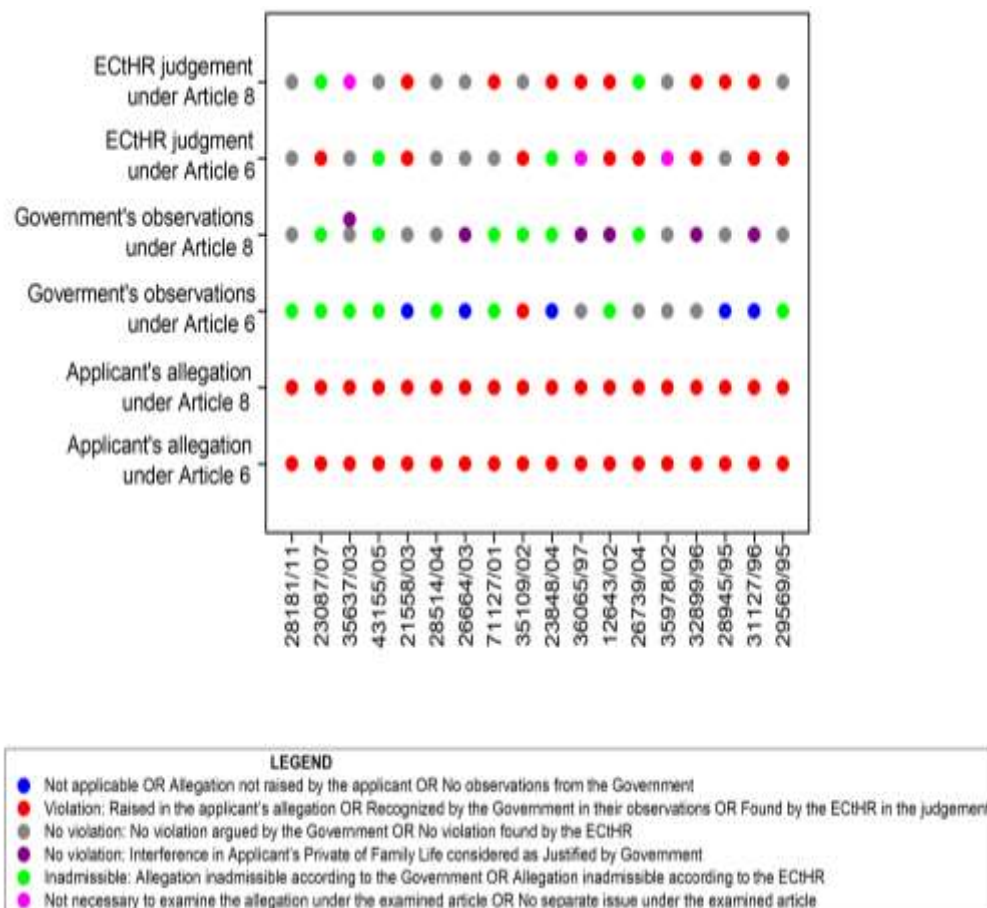 ECtHR judgement
under Article 8
ECtHR judgment
under Article 6
Government's observations
under Article 8
Goverment's observations
under Article 6
Applicant's allegation
under Article 8
Applicant's allegation
under Article 6
28181/11
23087/07
35637/03
43155/05
21558/03
28514/04
26664/03
71127/01
35109/02
23848/04
36065/97
12643/02
26739/04
35978/02
32899/96
28945/95
31127/96
29569/95
LEGEND
Not applicable OR Allegation not raised by the applicant OR No observations from the Government
Violation: Raised in the applicant's allegation OR Recognized by the Government in their observations OR Found by the ECtHR in the judgement
No violation: No violation argued by the Government OR No violation found by the ECtHR
No violation: Interference in Applicant's Private of Family Life considered as Justified by Government
Inadmissible: Allegation inadmissible according to the Government OR Allegation inadmissible according to the ECtHR
Not necessary to examine the allegation under the examined article OR No separate issue under the examined article